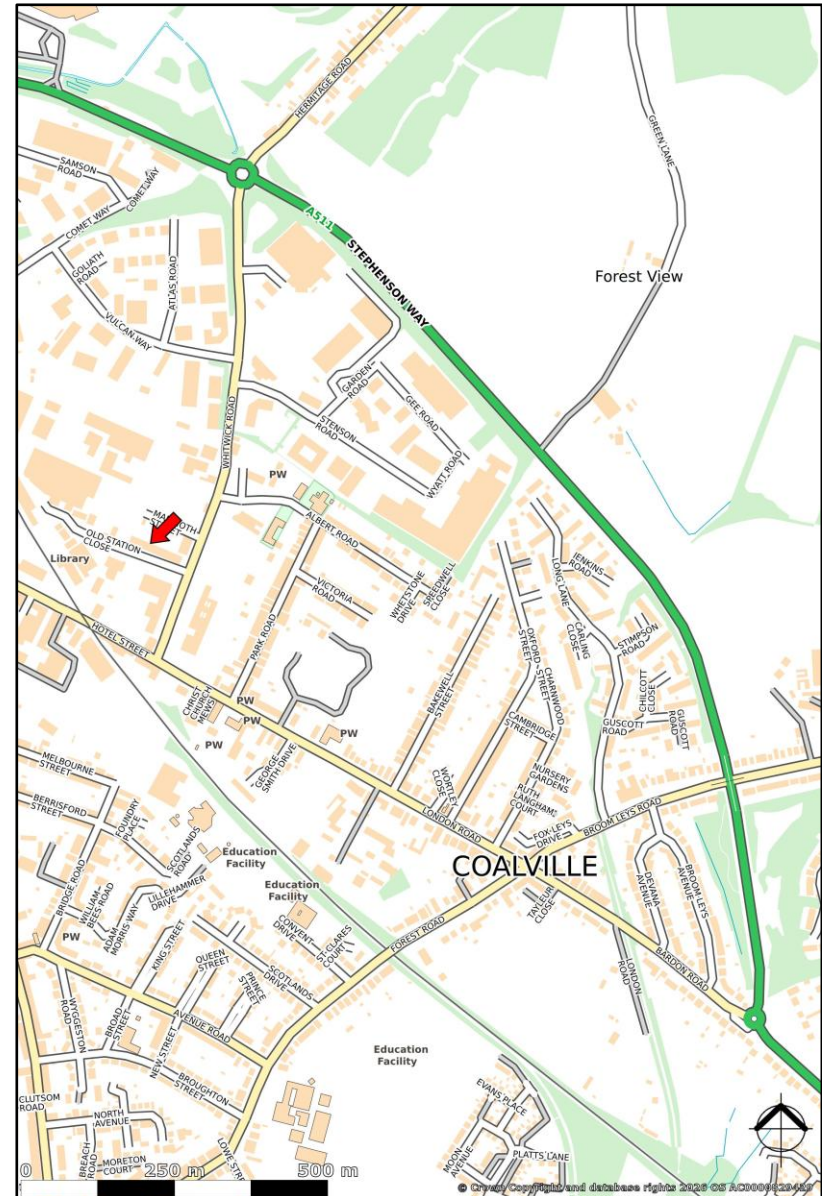 HERMITAGE ROAD
GREEN LANE
SAMSON
ROAD
COMET WAY
COMET WAY
A511
STEPHENSON WAY
GOLIATH
ROAD
ATLAS ROAD
Forest View
VULCAN WAY
GARDEN
ROAD
GEE ROAD
STENSON
ROAD
WHITWICK ROAD
WYATT ROAD
PW
ALBERT ROAD
OLD STATION
CLOSE
Library
JENKINS
ROAD
LONG LANE
VICTORIA
ROAD
WHETSTONE
DRIVE
SPEEDWELL
CLOSE
CARLING
CLOSE
STIMPSON
ROAD
HOTEL STREET
PARK ROAD
OXFORD STREET
CHARNWOOD
STREET
CHILCOTT
CLOSE
GUSCOTT
ROAD
GUSCOTT
ROAD
CHRIST
CHURCH
MEWS
PW
PW
PW
PW
BAKEWELL
STREET
CAMBRIDGE
STREET
GEORGE
SMITH DRIVE
WORTLEY
CLOSE
NURSERY
GARDENS
RUTH
LANGHAM
COURT
MELBOURNE
STREET
BERRISFORD
STREET
FOUNDRY
PLACE
LONDON ROAD
FOX-LEYS
DRIVE
BROOM LEYS ROAD
SCOTLANDS
ROAD
Education
Facility
COALVILLE
BRIDGE ROAD
WILLIAM
BEES ROAD
LILLEHAMMER
DRIVE
ADAM
MORRIS WAY
Education
Facility
TAYLEUR
CLOSE
DEVANA
AVENUE
BROOM LEYS
AVENUE
PW
KING STREET
CONVENT
DRIVE
ST CLARES
COURT
FOREST ROAD
QUEEN
STREET
PRINCE
STREET
SCOTLANDS
DRIVE
LONDON
ROAD
BARDON ROAD
WYGGESTON
ROAD
BROAD
STREET
NEW STREET
AVENUE ROAD
Education
Facility
BROUGHTON
STREET
CLUTSOM
ROAD
EVANS PLACE
NORTH
AVENUE
LOWE STREET
BREACH
ROAD
MORETON
COURT
MOON
AVENUE
PLATTS LANE
0 250 m 500 m